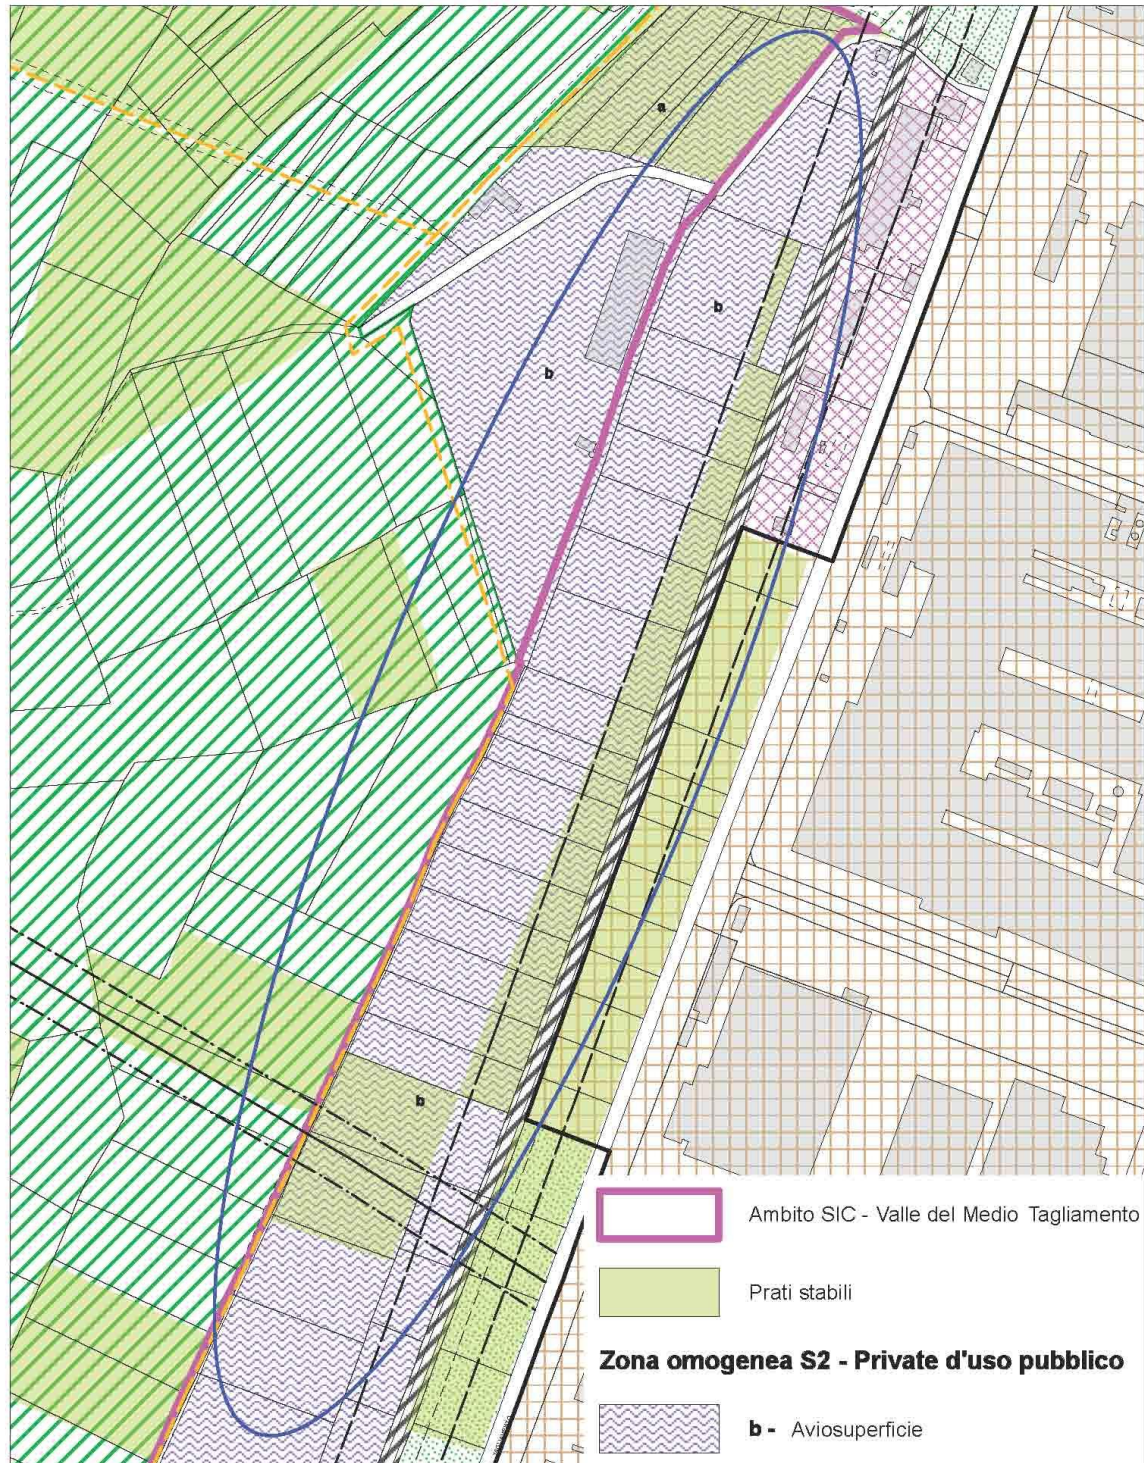 a
b
b
b
Ambito SIC - Valle del Medio Tagliamento
Prati stabili
Zona omogenea S2 - Private d'uso pubblico
b - Aviosuperficie